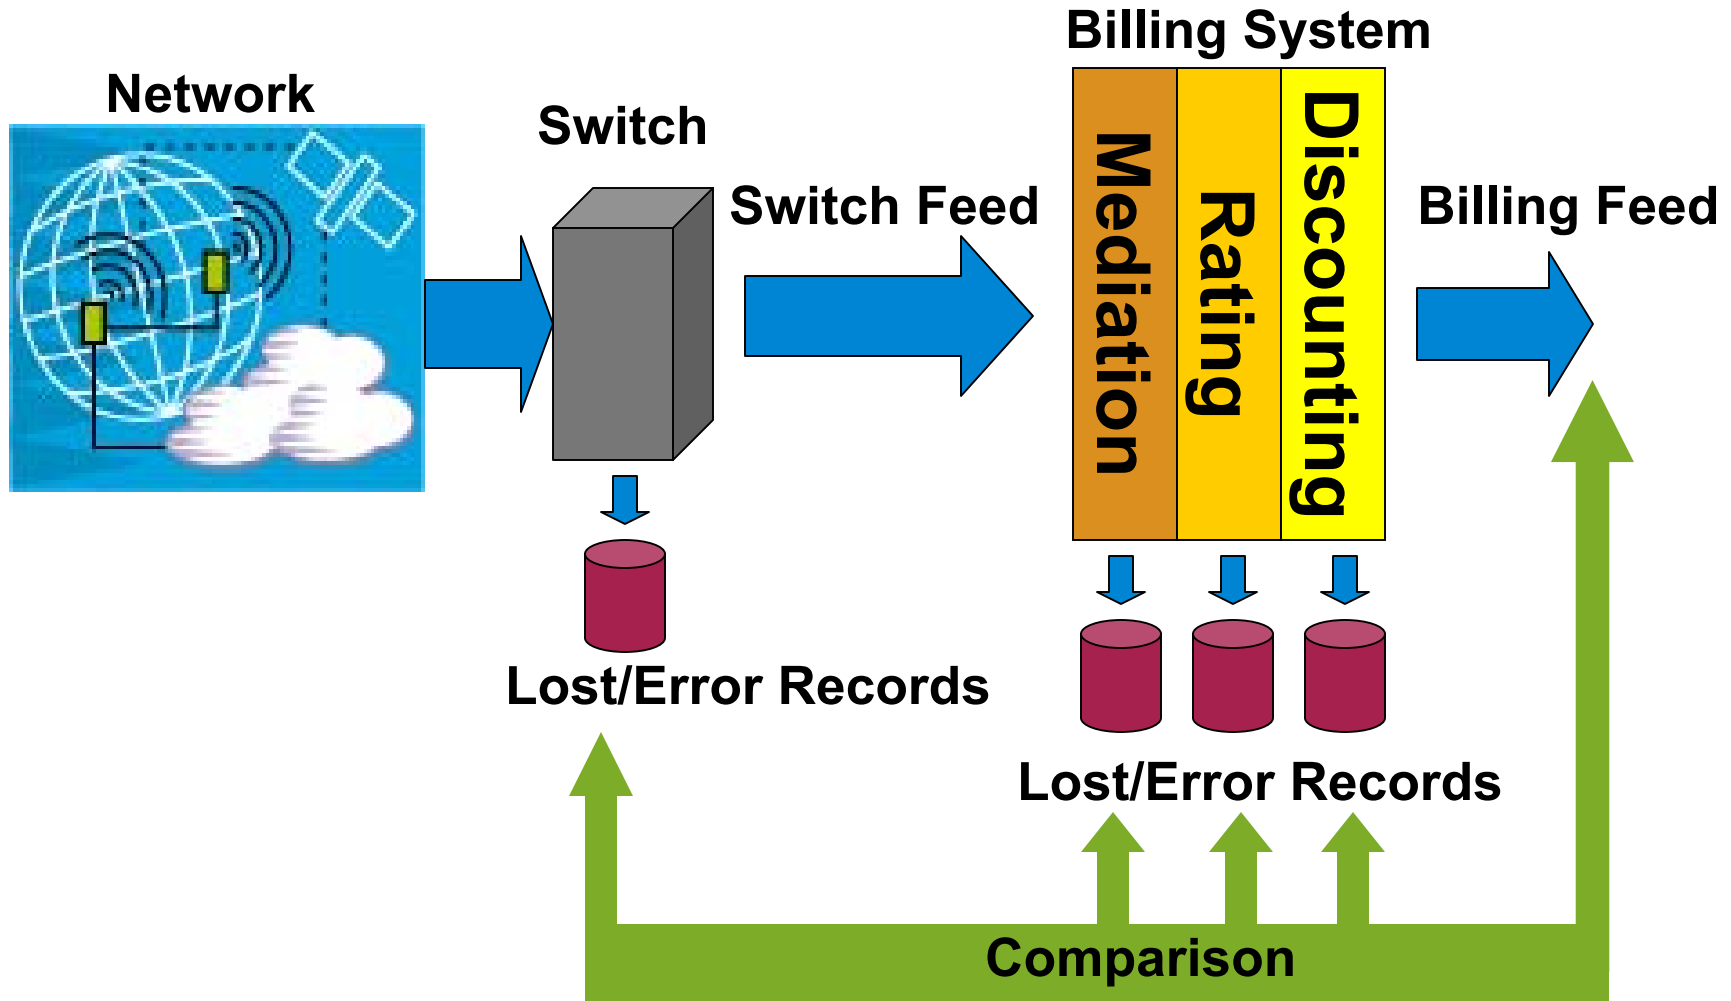 Billing System
Network
Switch
Switch Feed
Mediation
Rating
Discounting
Billing Feed
Lost/Error Records
Lost/Error Records
Comparison